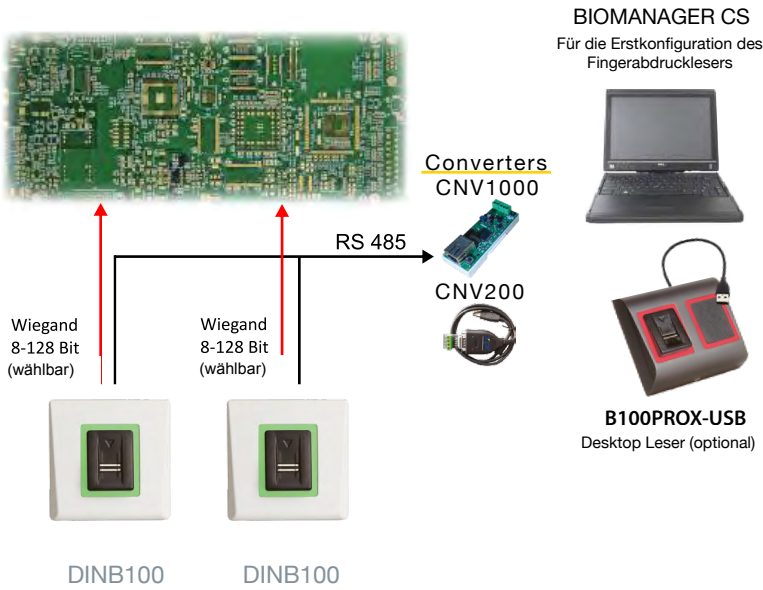 BIOMANAGER CS
Für die Erstkonfiguration des
Fingerabdrucklesers
Converters
CNV1000
RS 485
CNV200
Wiegand
8-128 Bit
(wählbar)
Wiegand
8-128 Bit
(wählbar)
B100PROX-USB
Desktop Leser (optional)
DINB100
DINB100